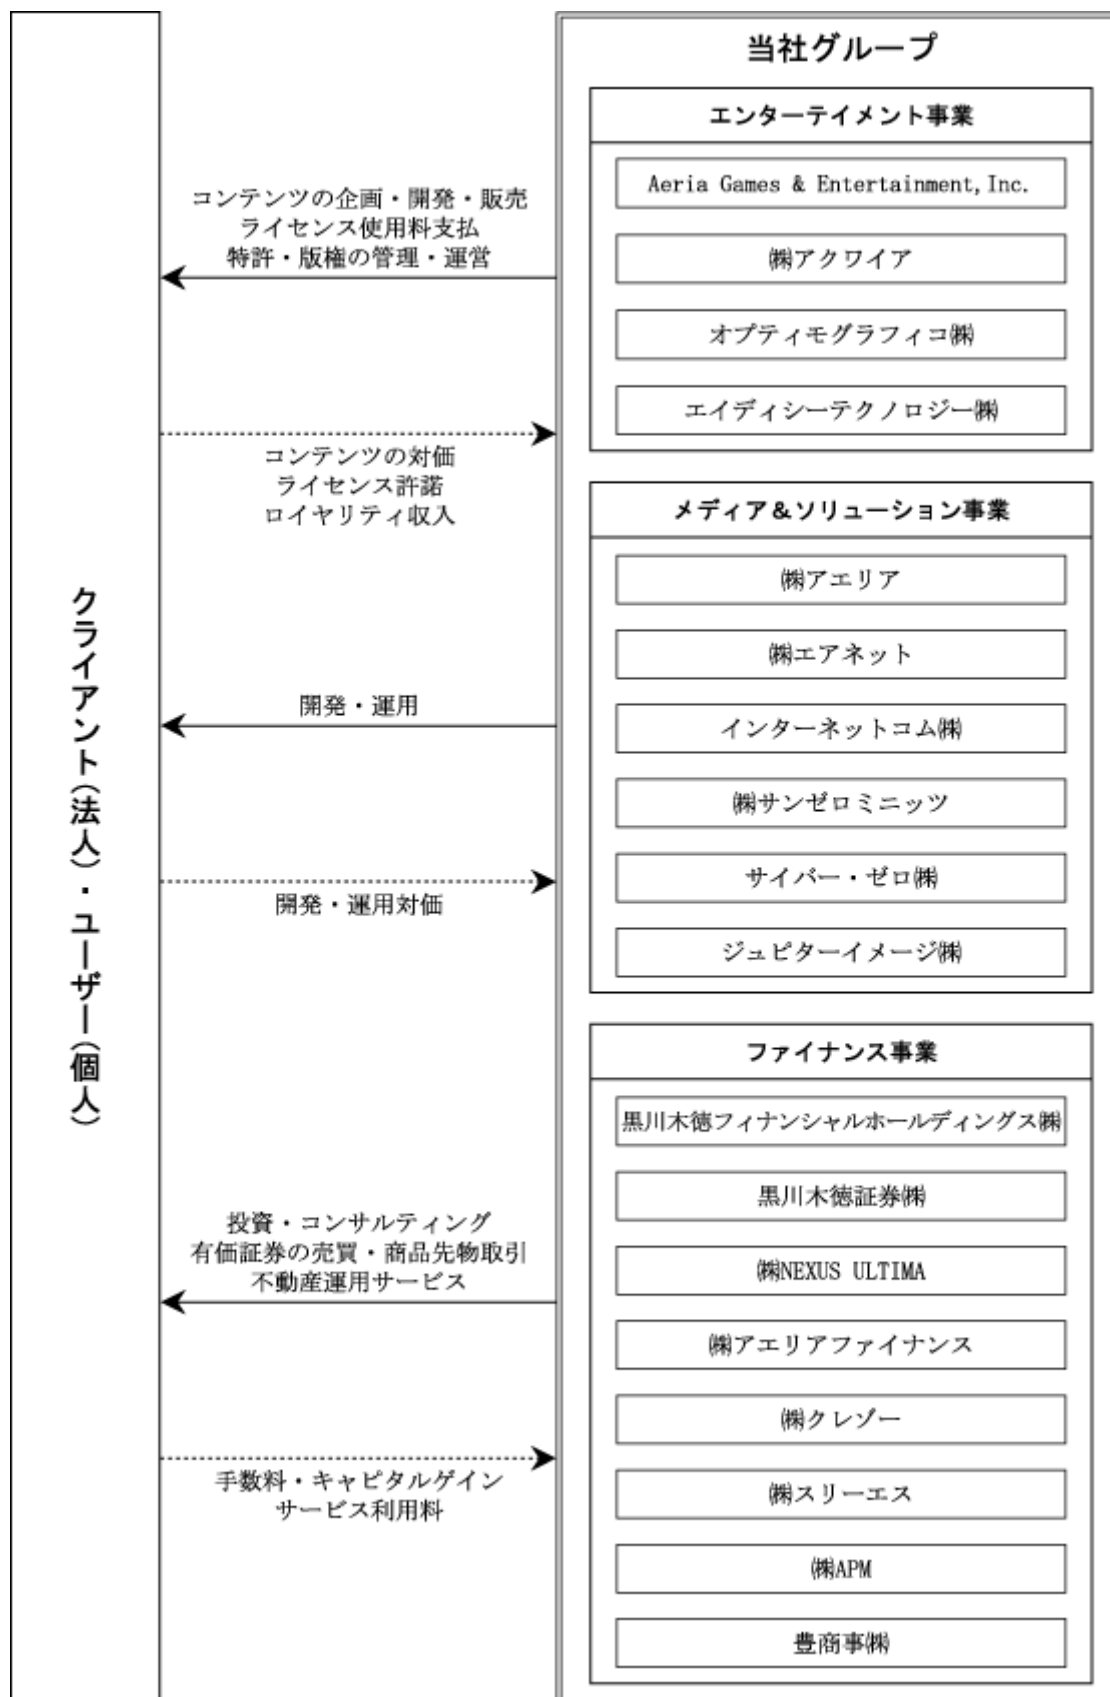 当社グループ
エンターテイメント事業
Aeria Games & Entertainment, Inc.
㈱アクワイア
オプティモグラフィコ㈱
エイディシーテクノロジー㈱
コンテンツの企画・開発・販売
ライセンス使用料支払
特許・版権の管理・運営
コンテンツの対価
ライセンス許諾
ロイヤリティ収入
メディア＆ソリューション事業
㈱アエリア
㈱エアネット
インターネットコム㈱
㈱サンゼロミニッツ
サイバー・ゼロ㈱
ジュピターイメージ㈱
開発・運用
開発・運用対価
クライアント(法人)・ユーザー(個人)
ファイナンス事業
黒川木徳フィナンシャルホールディングス㈱
黒川木徳証券㈱
㈱NEXUS ULTIMA
㈱アエリアファイナンス
㈱クレゾー
㈱スリーエス
㈱APM
豊商事㈱
投資・コンサルティング
有価証券の売買・商品先物取引
不動産運用サービス
手数料・キャピタルゲイン
サービス利用料